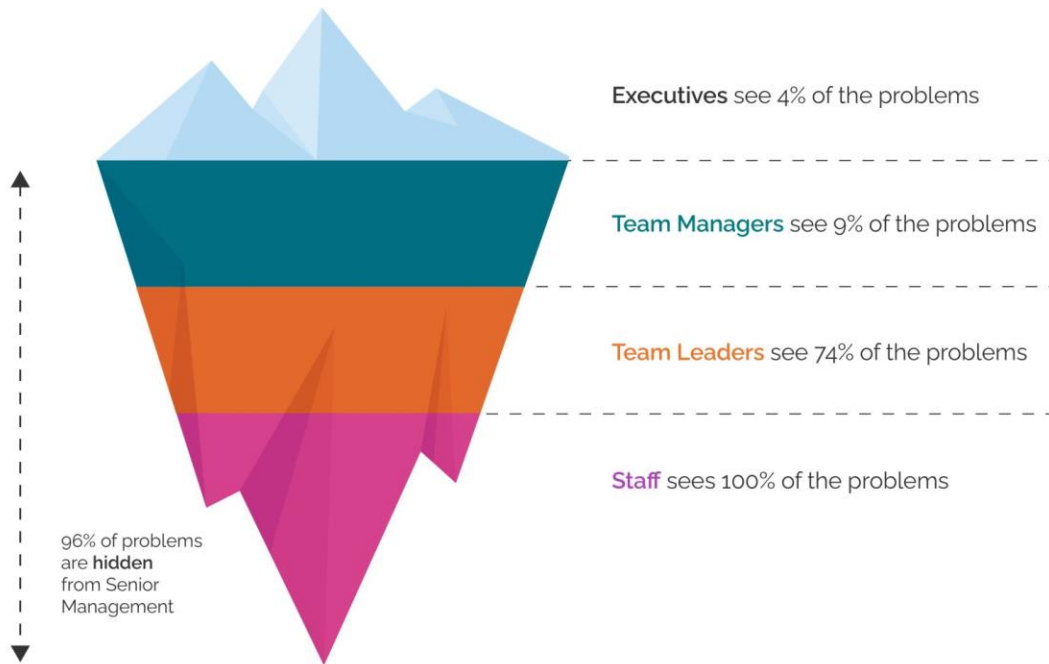 Executives see 4% of the problems
Team Managers see 9% of the problems
Team Leaders see 74% of the problems
Staff sees 100% of the problems
96% of problems
are hidden
from Senior
Management